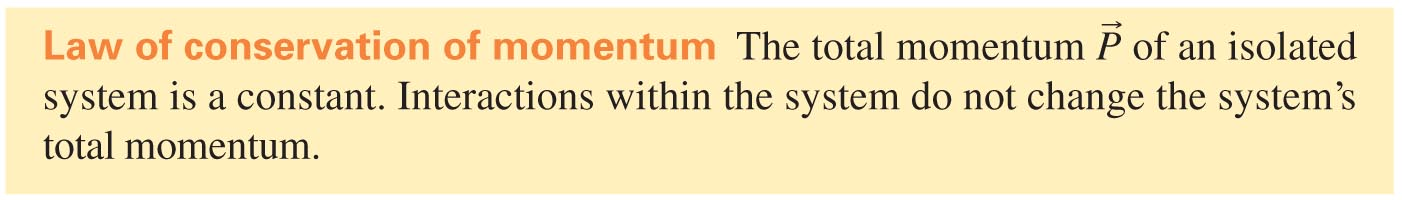 Law of conservation of momentum The total momentum \(\vec{P}\) of an isolated
system is a constant. Interactions within the system do not change the system's
total momentum.